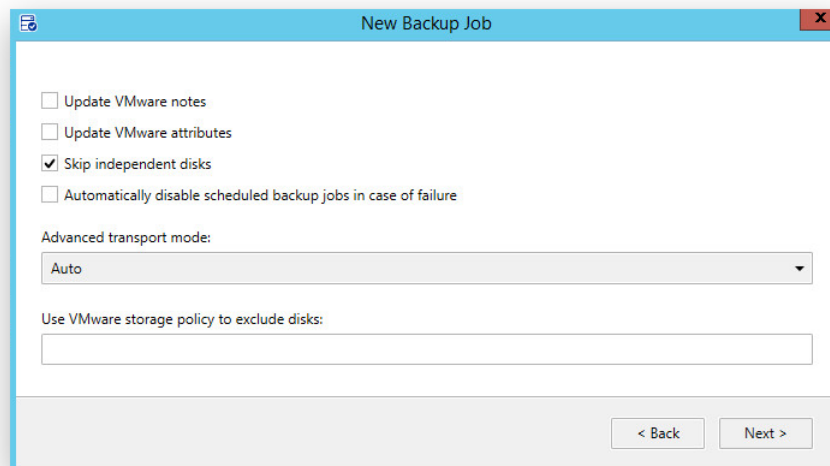 New Backup Job
x
Update VMware notes
Update VMware attributes
Skip independent disks
Automatically disable scheduled backup jobs in case of failure
Advanced transport mode:
Auto
Use VMware storage policy to exclude disks:
< Back Next >